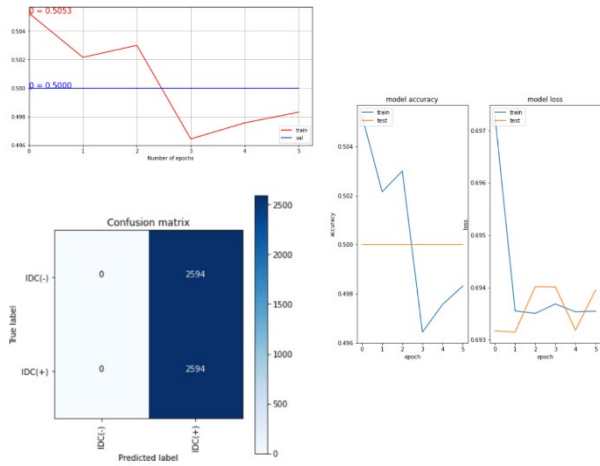 0 = 0.5053
0.504
0.502
0 = 0.5000
0.500
0.498
0.496
0 1 2 3 4 5
Number of epochs
train
val
Confusion matrix
IDC(-)
IDC(+)
True label
0 2594
0 2594
IDC(-) IDC(+)
Predicted label
2500
2000
1500
1000
500
0
model accuracy
train
test
0.504
0.502
0.500
0.498
0.496
accuracy
0 1 2 3 4 5
epoch
model loss
train
test
0.697
0.696
0.695
0.694
0.693
loss
0 1 2 3 4 5
epoch